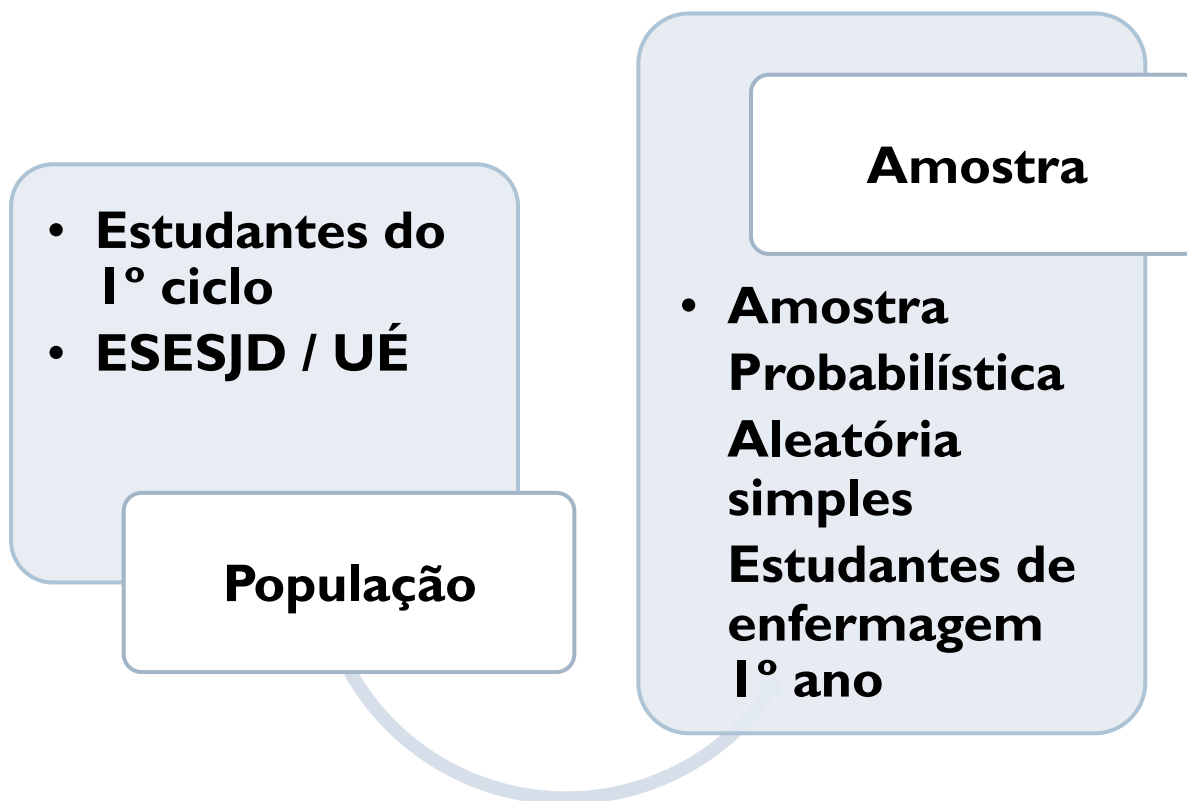 • Estudantes do
1º ciclo
• ESESJD / UÉ
População
Amostra
• Amostra
Probabilística
Aleatória
simples
Estudantes de
enfermagem
1º ano